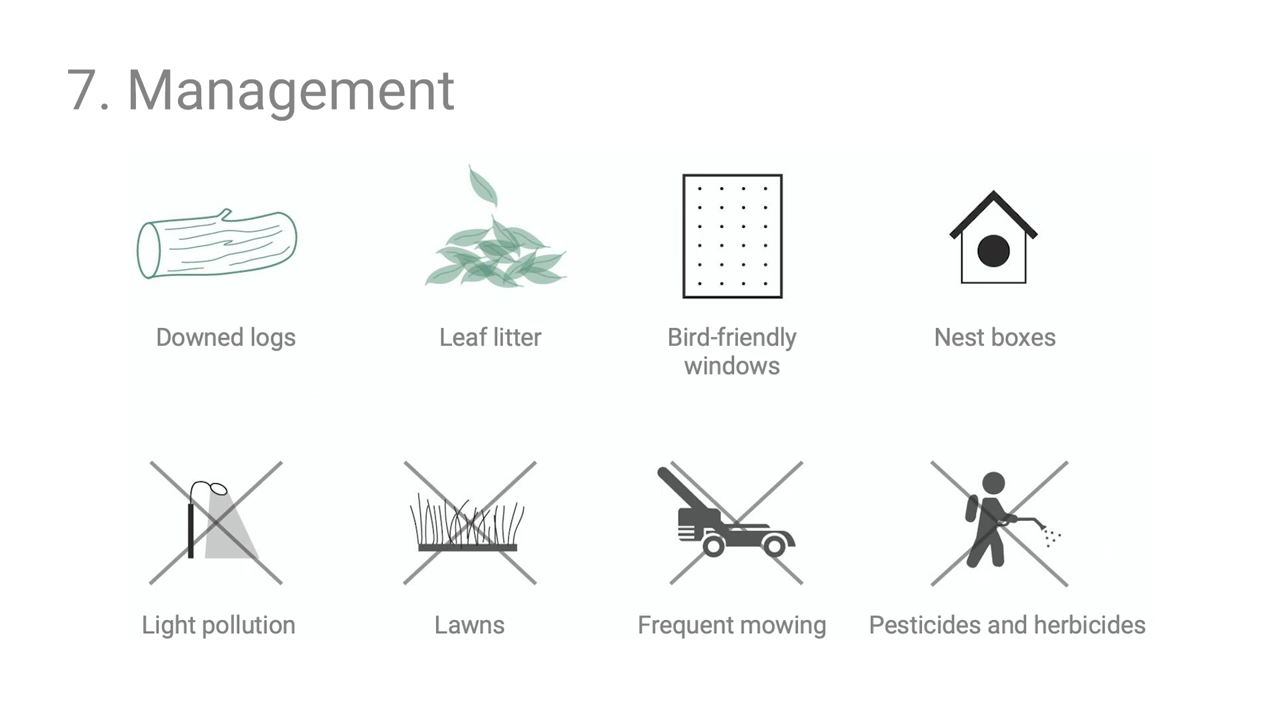 7. Management
Downed logs
Leaf litter
Bird-friendly
windows
Nest boxes
Light pollution
Lawns
Frequent mowing
Pesticides and herbicides